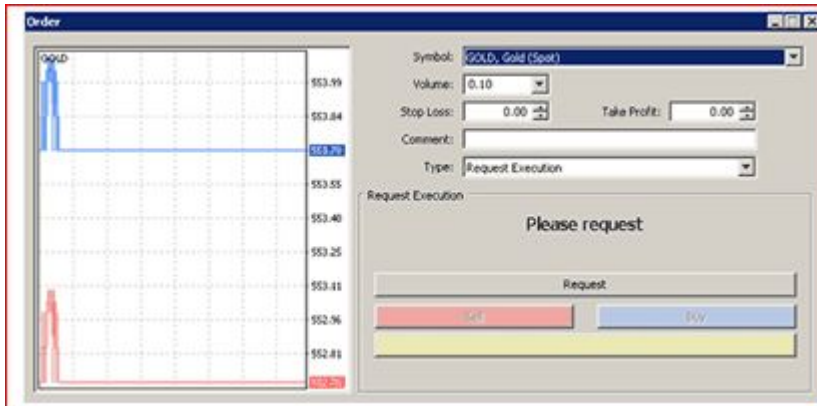 Order
GOLD
553.99
553.84
553.70
553.55
553.40
553.25
553.11
552.96
552.81
Symbol: GOLD, Gold (Spot)
Volume: 0.10
Stop Loss: 0.00 Take Profit: 0.00
Comment:
Type: Request Execution
Request Execution
Please request
Request
Sell Buy